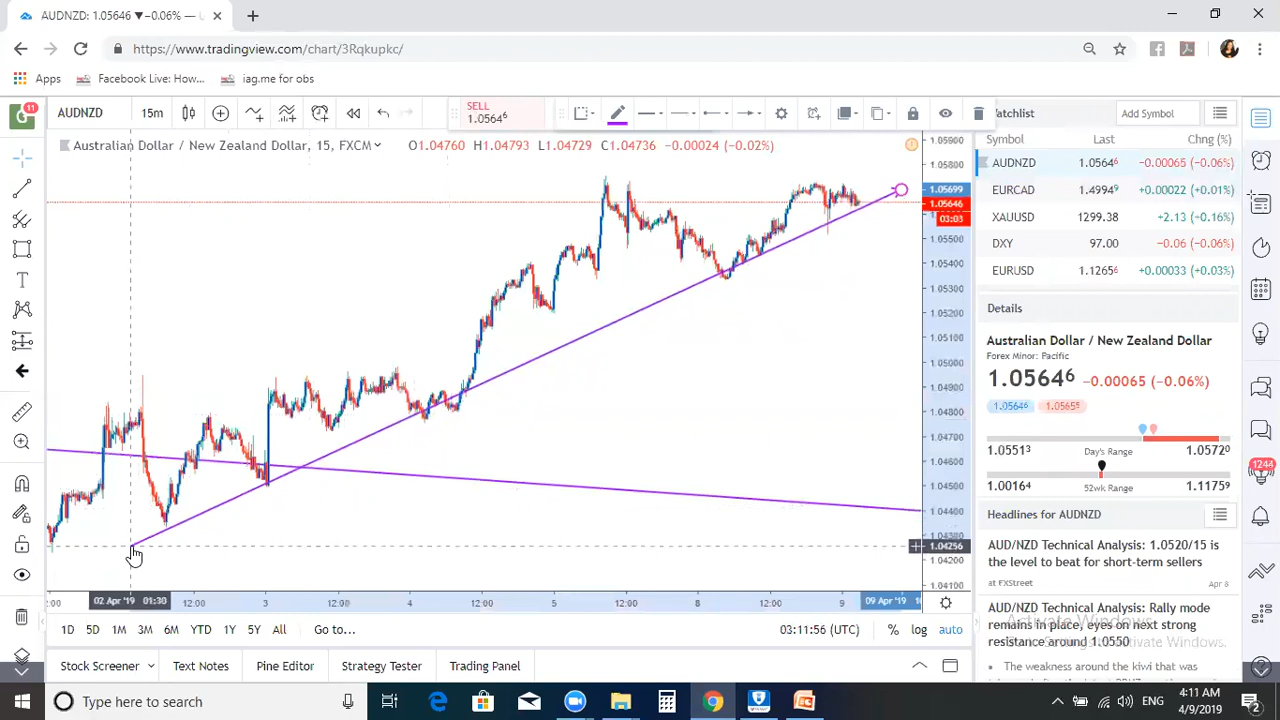 AUDNZD: 1.05646 ▼−0.06% — U
https://www.tradingview.com/chart/3Rqkupkc/
Apps Facebook Live: How... iag.me for obs
G 11 AUDNZD 15m SELL 1.0564⁶ Watchlist Add Symbol
Australian Dollar / New Zealand Dollar, 15, FXCM O1.04760 H1.04793 L1.04729 C1.04736 −0.00024 (−0.02%)
Symbol Last Chng (%)
AUDNZD 1.0564⁶ −0.00065 (−0.06%)
EURCAD 1.4994⁹ +0.00022 (+0.01%)
XAUUSD 1299.38 +2.13 (−0.16%)
DXY 97.00 −0.06 (−0.06%)
EURUSD 1.1265⁶ +0.00033 (+0.03%)
1.05900
1.05800
1.05699
1.05646
03:03
1.05500
1.05400
1.05300
1.05200
1.05100
1.05000
1.04900
1.04800
1.04700
1.04600
1.04500
1.04400
1.04300
1.04256
1.04200
1.04100
Details
Australian Dollar / New Zealand Dollar
Forex Minor: Pacific
1.0564⁶ −0.00065 (−0.06%)
1.0564⁶ 1.0565⁵
1.0551³ Day's Range 1.0572⁰
1.0016⁴ 52wk Range 1.1175⁹
1244
Headlines for AUDNZD
AUD/NZD Technical Analysis: 1.0520/15 is
the level to beat for short-term sellers
at FXStreet Apr 8
AUD/NZD Technical Analysis: Rally mode
remains in place, eyes on next strong
resistance around 1.0550
The weakness around the kiwi that was
Activate Windows
:00 02 Apr '19 01:30 12:00 3 12:00 4 12:00 5 12:00 8 12:00 9 09 Apr '19
1D 5D 1M 3M 6M YTD 1Y 5Y All Go to... 03:11:56 (UTC) % log auto
Stock Screener Text Notes Pine Editor Strategy Tester Trading Panel
Type here to search
ENG 4:11 AM
4/9/2019
2